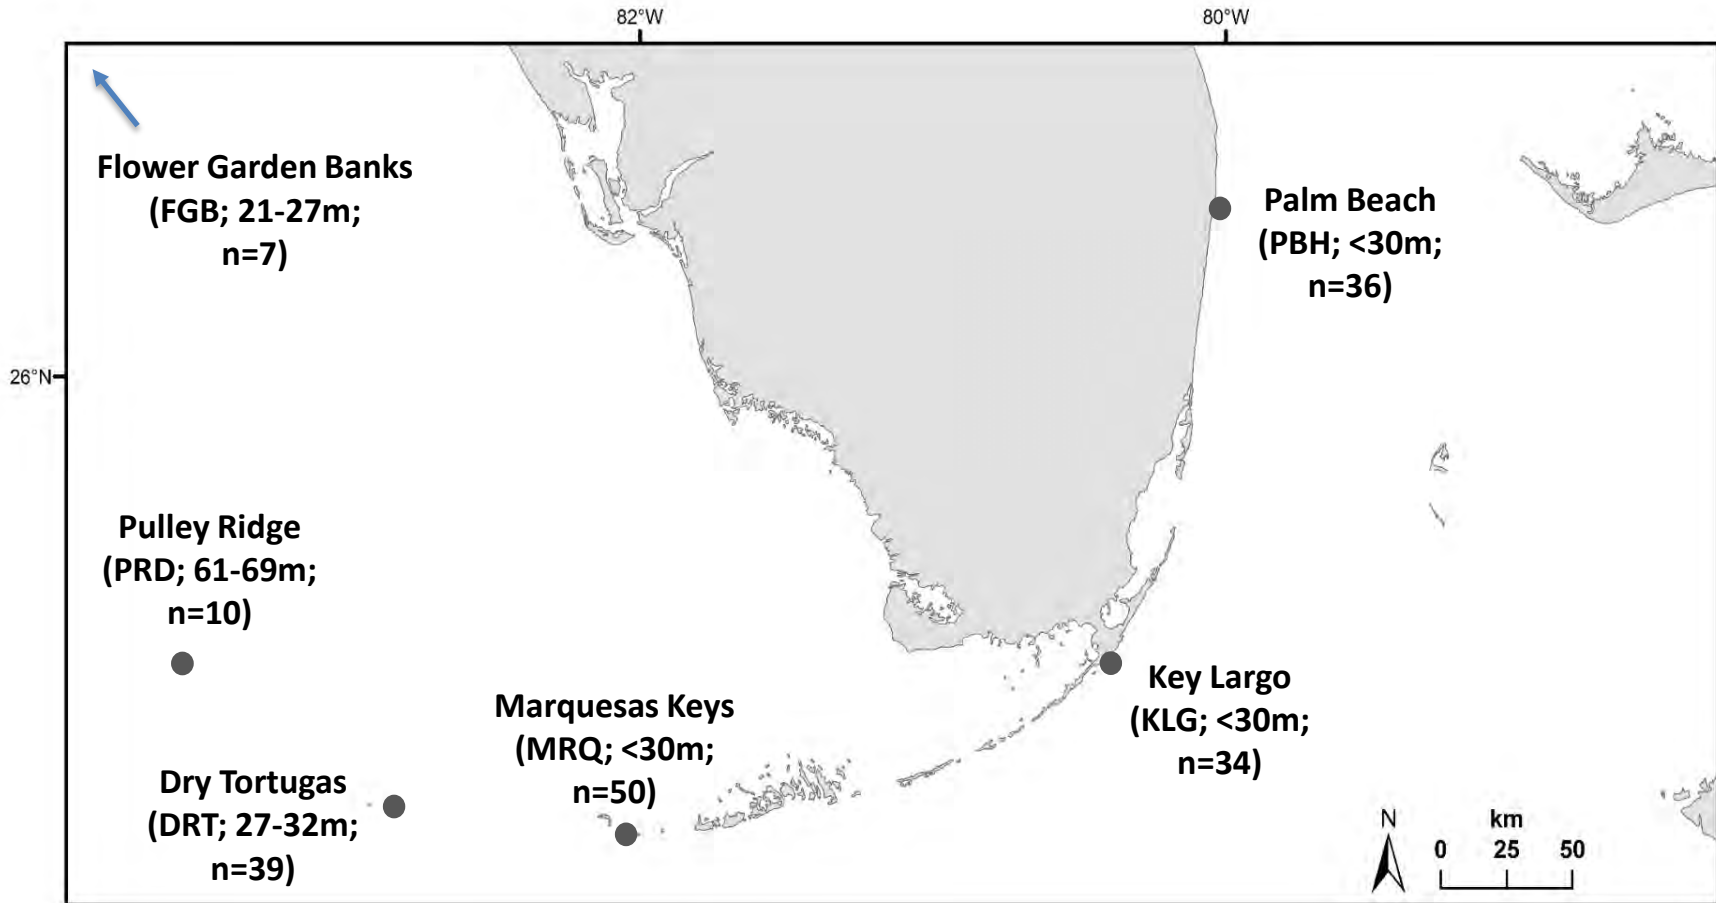 82°W
80°W
26°N
Flower Garden Banks
(FGB; 21-27m;
n=7)
Palm Beach
(PBH; <30m;
n=36)
Pulley Ridge
(PRD; 61-69m;
n=10)
Marquesas Keys
(MRQ; <30m;
n=50)
Key Largo
(KLG; <30m;
n=34)
Dry Tortugas
(DRT; 27-32m;
n=39)
N
km
0 25 50